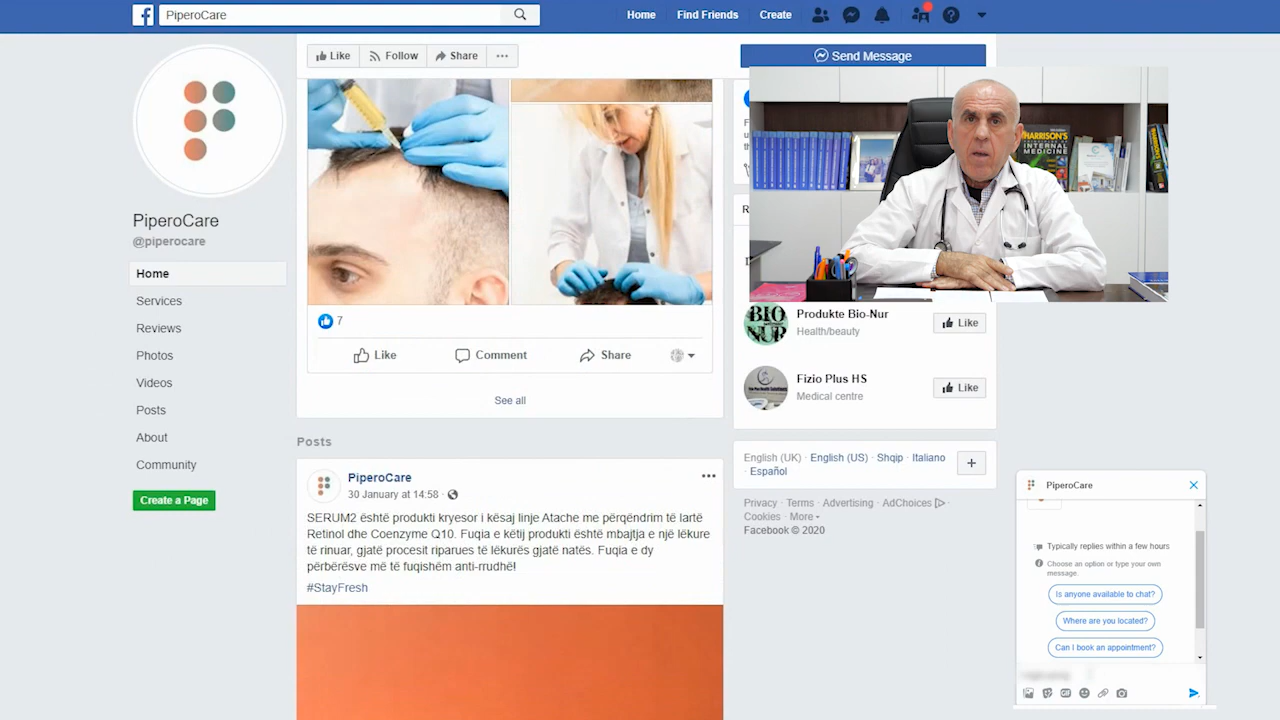 PiperoCare
Home
Find Friends
Create
Like
Follow
Share
Send Message
HARRISON'S
INTERNAL
MEDICINE
PiperoCare
@piperocare
Home
Services
Reviews
Photos
Videos
Posts
About
Community
Create a Page
7
Like
Comment
Share
See all
Posts
PiperoCare
30 January at 14:58
SERUM2 është produkti kryesor i kësaj linje Atache me përqëndrim të lartë
Retinol dhe Coenzyme Q10. Fuqia e këtij produkti është mbajtja e një lëkure
të rinuar, gjatë procesit riparues të lëkurës gjatë natës. Fuqia e dy
përbërësve më të fuqishëm anti-rrudhë!
#StayFresh
BIO
NUR
Produkte Bio-Nur
Health/beauty
Like
Fizio Plus HS
Medical centre
Like
English (UK) · English (US) · Shqip · Italiano
· Español
Privacy · Terms · Advertising · AdChoices ·
Cookies · More
Facebook © 2020
PiperoCare
Typically replies within a few hours
Choose an option or type your own
message.
Is anyone available to chat?
Where are you located?
Can I book an appointment?
GIF